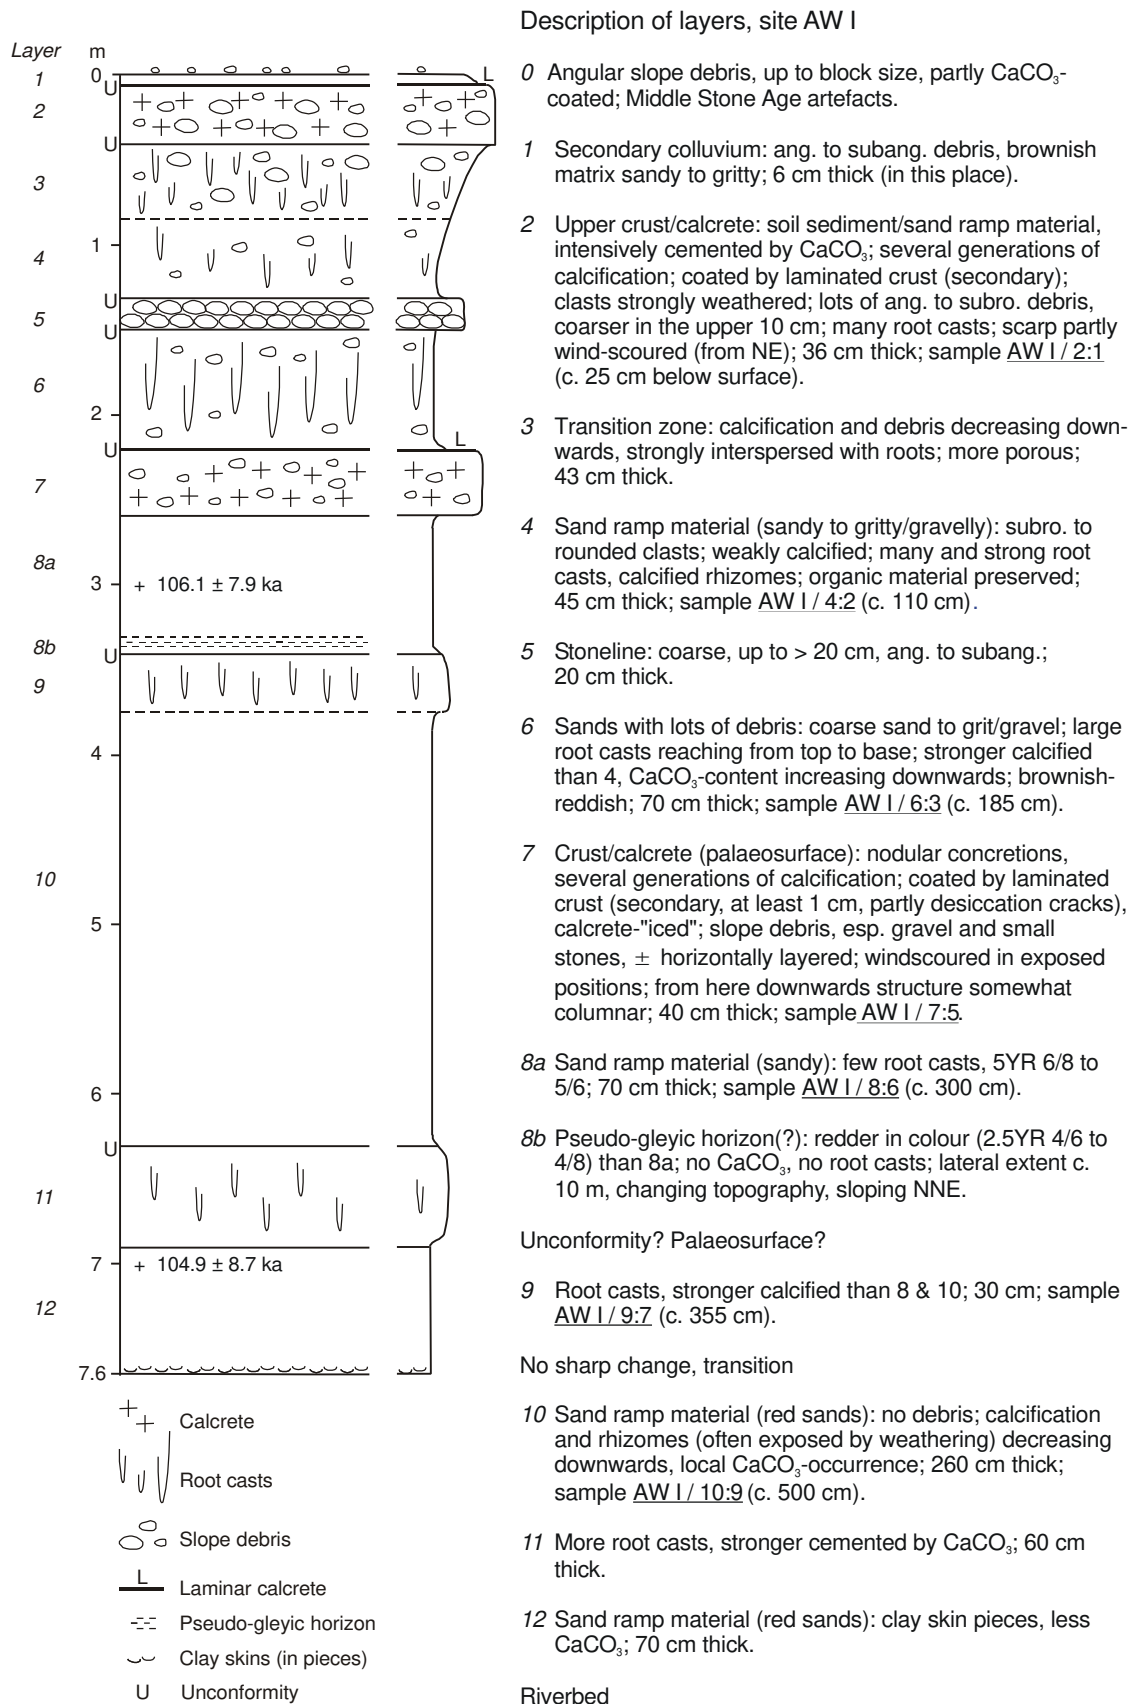 Layer
m
1
0
U
L
2
U
3
1
4
U
5
U
6
2
U
L
7
8a
3
+ 106.1 ± 7.9 ka
8b
U
9
4
10
5
6
U
11
7
+ 104.9 ± 8.7 ka
12
7.6
Calcrete
Root casts
Slope debris
L
Laminar calcrete
Pseudo-gleyic horizon
Clay skins (in pieces)
U Unconformity
Description of layers, site AW I
0 Angular slope debris, up to block size, partly CaCO₃-
coated; Middle Stone Age artefacts.
1 Secondary colluvium: ang. to subang. debris, brownish
matrix sandy to gritty; 6 cm thick (in this place).
2 Upper crust/calcrete: soil sediment/sand ramp material,
intensively cemented by CaCO₃; several generations of
calcification; coated by laminated crust (secondary);
clasts strongly weathered; lots of ang. to subro. debris,
coarser in the upper 10 cm; many root casts; scarp partly
wind-scoured (from NE); 36 cm thick; sample AW I / 2:1
(c. 25 cm below surface).
3 Transition zone: calcification and debris decreasing down-
wards, strongly interspersed with roots; more porous;
43 cm thick.
4 Sand ramp material (sandy to gritty/gravelly): subro. to
rounded clasts; weakly calcified; many and strong root
casts, calcified rhizomes; organic material preserved;
45 cm thick; sample AW I / 4:2 (c. 110 cm).
5 Stoneline: coarse, up to > 20 cm, ang. to subang.;
20 cm thick.
6 Sands with lots of debris: coarse sand to grit/gravel; large
root casts reaching from top to base; stronger calcified
than 4, CaCO₃-content increasing downwards; brownish-
reddish; 70 cm thick; sample AW I / 6:3 (c. 185 cm).
7 Crust/calcrete (palaeosurface): nodular concretions,
several generations of calcification; coated by laminated
crust (secondary, at least 1 cm, partly desiccation cracks),
calcrete-"iced"; slope debris, esp. gravel and small
stones, ± horizontally layered; windscoured in exposed
positions; from here downwards structure somewhat
columnar; 40 cm thick; sample AW I / 7:5.
8a Sand ramp material (sandy): few root casts, 5YR 6/8 to
5/6; 70 cm thick; sample AW I / 8:6 (c. 300 cm).
8b Pseudo-gleyic horizon(?): redder in colour (2.5YR 4/6 to
4/8) than 8a; no CaCO₃, no root casts; lateral extent c.
10 m, changing topography, sloping NNE.
Unconformity? Palaeosurface?
9 Root casts, stronger calcified than 8 & 10; 30 cm; sample
AW I / 9:7 (c. 355 cm).
No sharp change, transition
10 Sand ramp material (red sands): no debris; calcification
and rhizomes (often exposed by weathering) decreasing
downwards, local CaCO₃-occurrence; 260 cm thick;
sample AW I / 10:9 (c. 500 cm).
11 More root casts, stronger cemented by CaCO₃; 60 cm
thick.
12 Sand ramp material (red sands): clay skin pieces, less
CaCO₃; 70 cm thick.
Riverbed